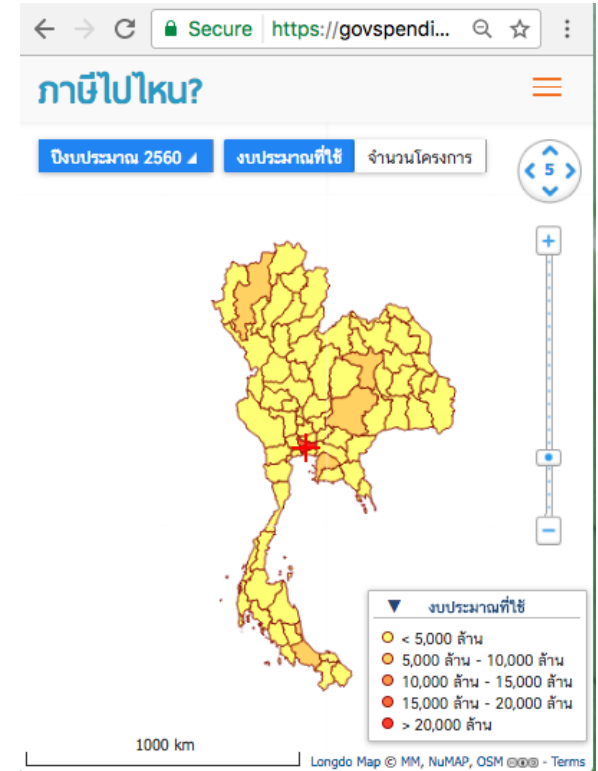 Secure https://govspendi...
ภาษีไปไหน?
ปีงบประมาณ 2560 งบประมาณที่ใช้ จำนวนโครงการ
5
+
−
▼ งบประมาณที่ใช้
< 5,000 ล้าน
5,000 ล้าน - 10,000 ล้าน
10,000 ล้าน - 15,000 ล้าน
15,000 ล้าน - 20,000 ล้าน
> 20,000 ล้าน
1000 km
Longdo Map © MM, NuMAP, OSM - Terms